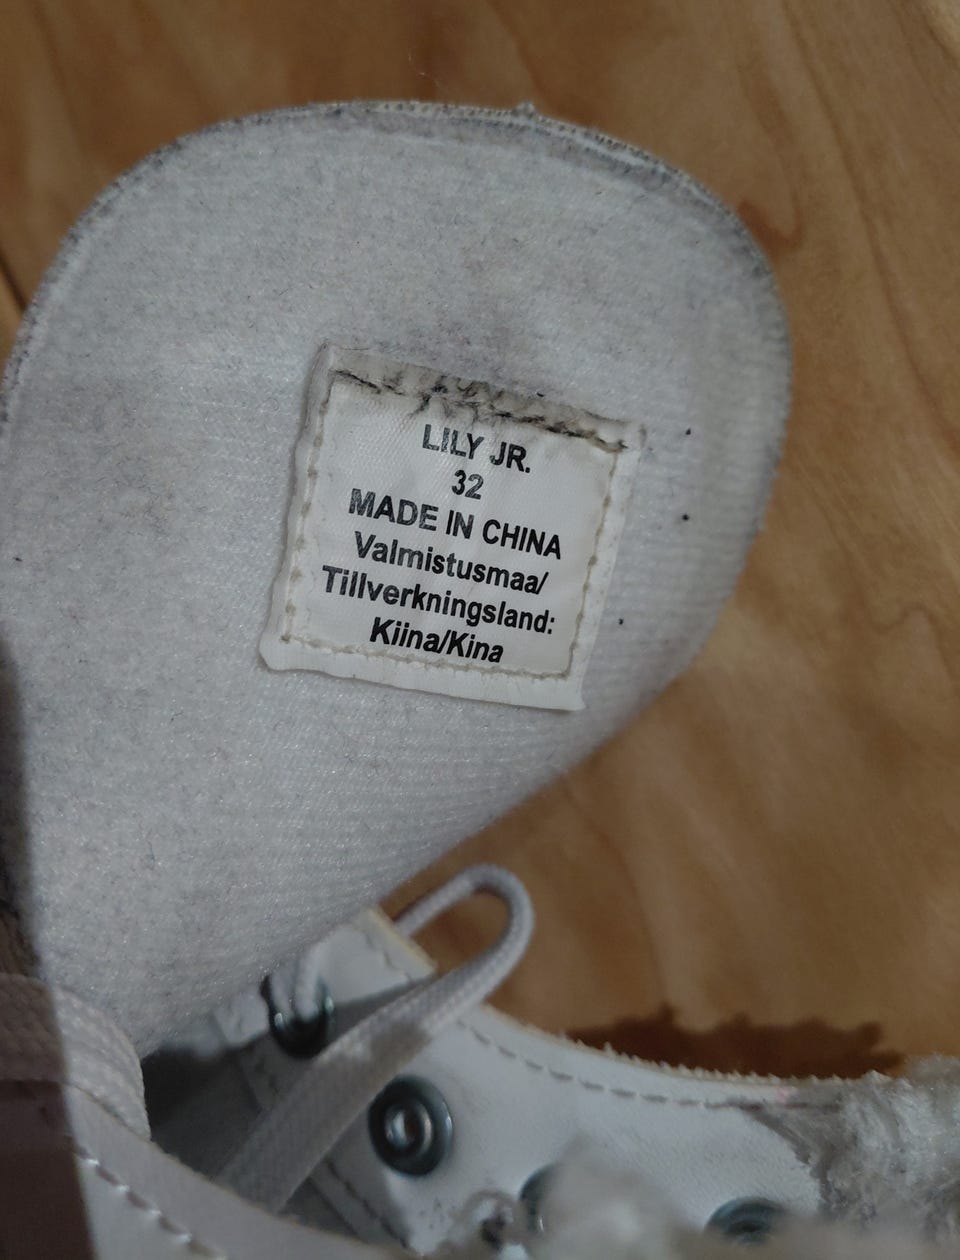 LILY JR.
32
MADE IN CHINA
Valmistusmaa/
Tillverkningsland:
Kiina/Kina